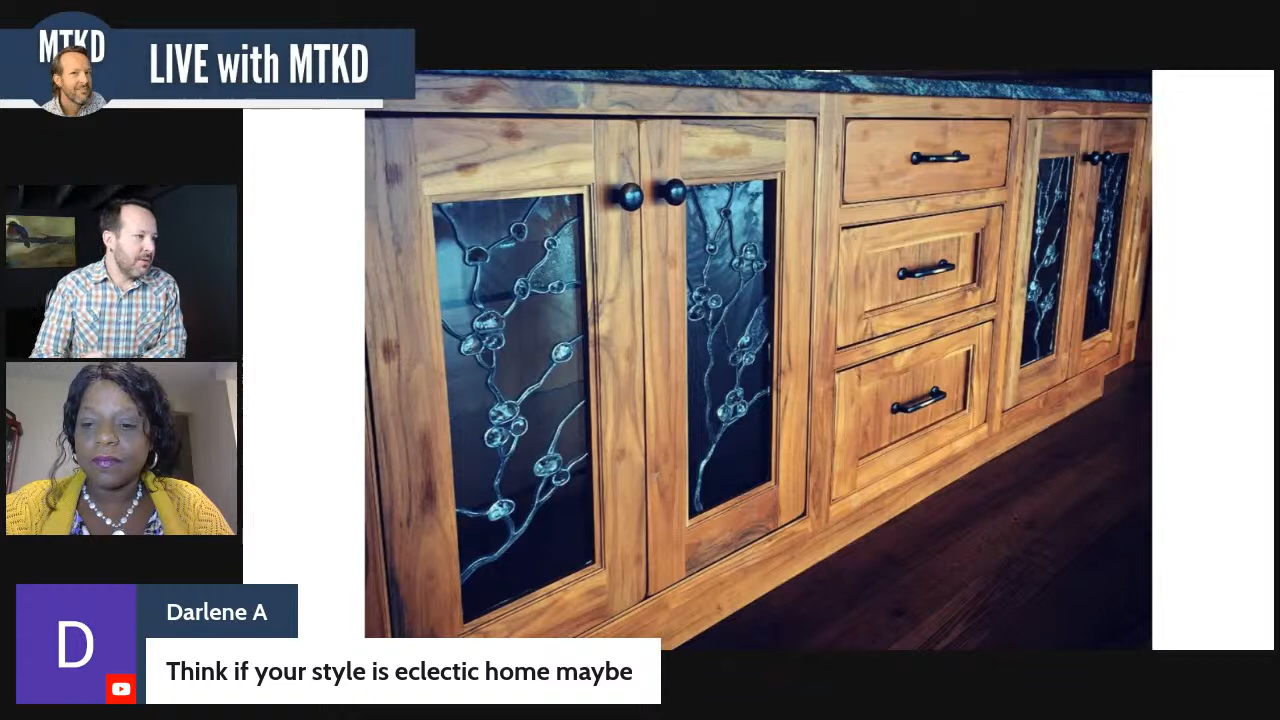 MTKD
LIVE with MTKD
D
Darlene A
Think if your style is eclectic home maybe